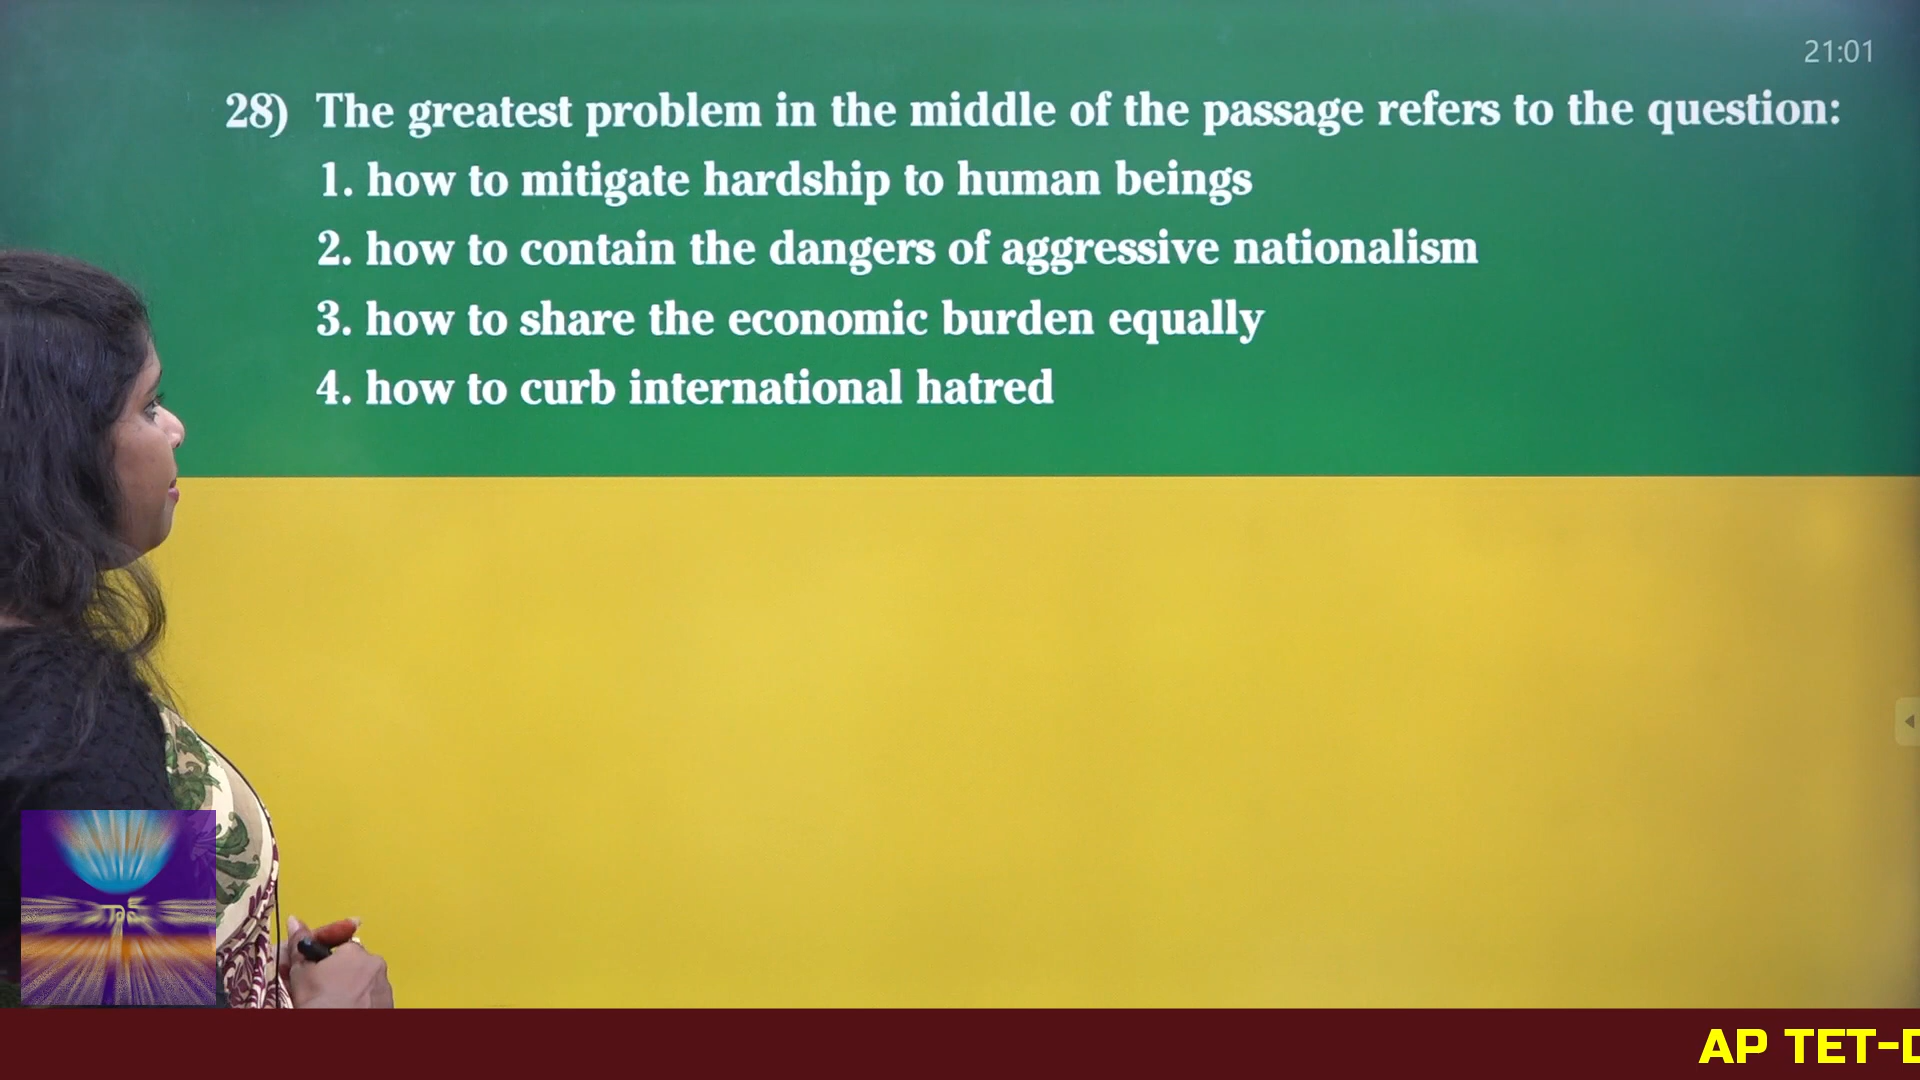 21:01
28) The greatest problem in the middle of the passage refers to the question:
1. how to mitigate hardship to human beings
2. how to contain the dangers of aggressive nationalism
3. how to share the economic burden equally
4. how to curb international hatred
AP TET-D